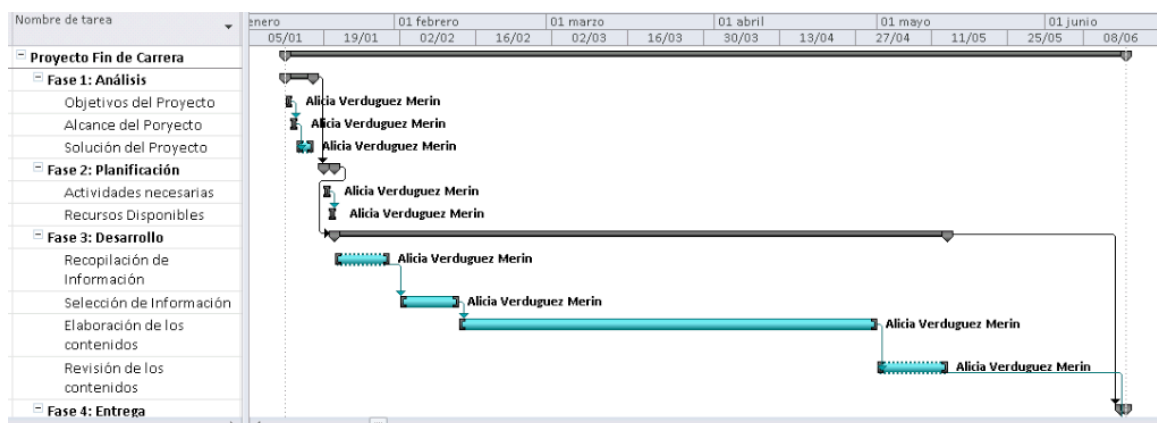 Nombre de tarea
enero 01 febrero 01 marzo 01 abril 01 mayo 01 junio
05/01 19/01 02/02 16/02 02/03 16/03 30/03 13/04 27/04 11/05 25/05 08/06
Proyecto Fin de Carrera
Fase 1: Análisis
Objetivos del Proyecto Alicia Verduguez Merin
Alcance del Poryecto Alicia Verduguez Merin
Solución del Proyecto Alicia Verduguez Merin
Fase 2: Planificación
Actividades necesarias Alicia Verduguez Merin
Recursos Disponibles Alicia Verduguez Merin
Fase 3: Desarrollo
Recopilación de Alicia Verduguez Merin
Información
Selección de Información Alicia Verduguez Merin
Elaboración de los Alicia Verduguez Merin
contenidos
Revisión de los Alicia Verduguez Merin
contenidos
Fase 4: Entrega